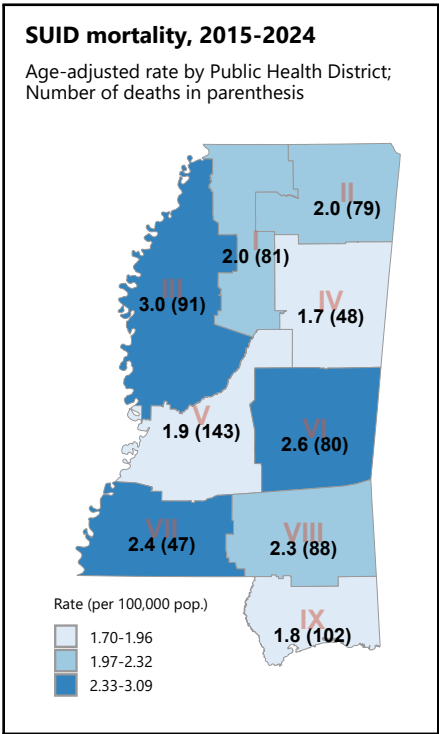 SUID mortality, 2015-2024
Age-adjusted rate by Public Health District;
Number of deaths in parenthesis
II
2.0 (79)
I
2.0 (81)
III
3.0 (91)
IV
1.7 (48)
V
1.9 (143)
VI
2.6 (80)
VII
2.4 (47)
VIII
2.3 (88)
IX
1.8 (102)
Rate (per 100,000 pop.)
1.70-1.96
1.97-2.32
2.33-3.09